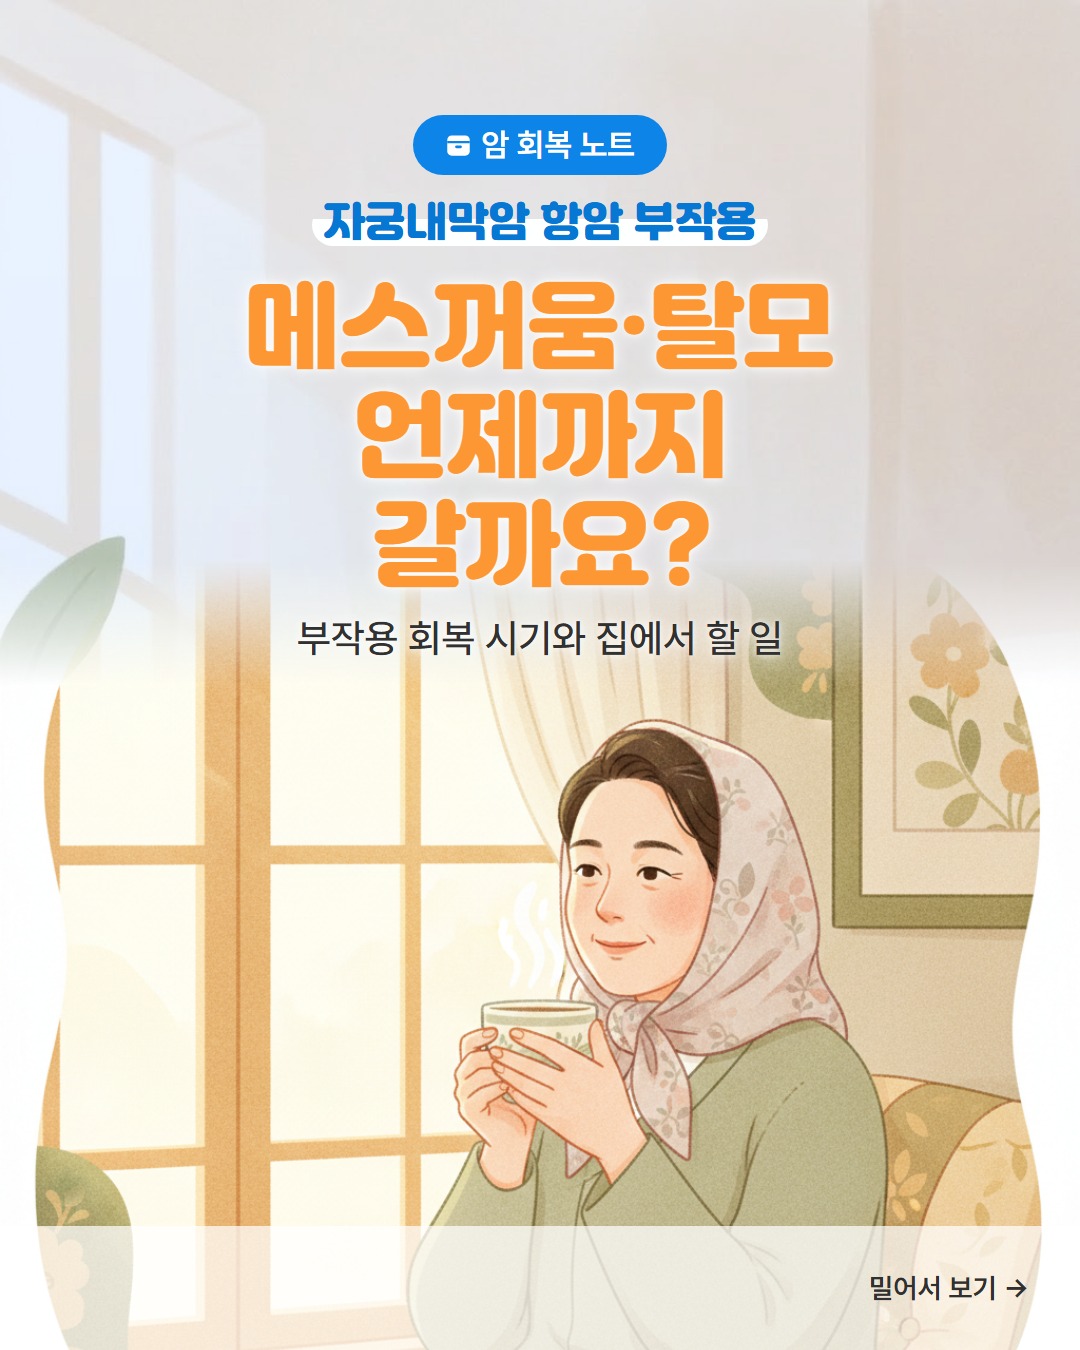 암 회복 노트
자궁내막암 항암 부작용
메스꺼움·탈모
언제까지
갈까요?
부작용 회복 시기와 집에서 할 일
밀어서 보기 →